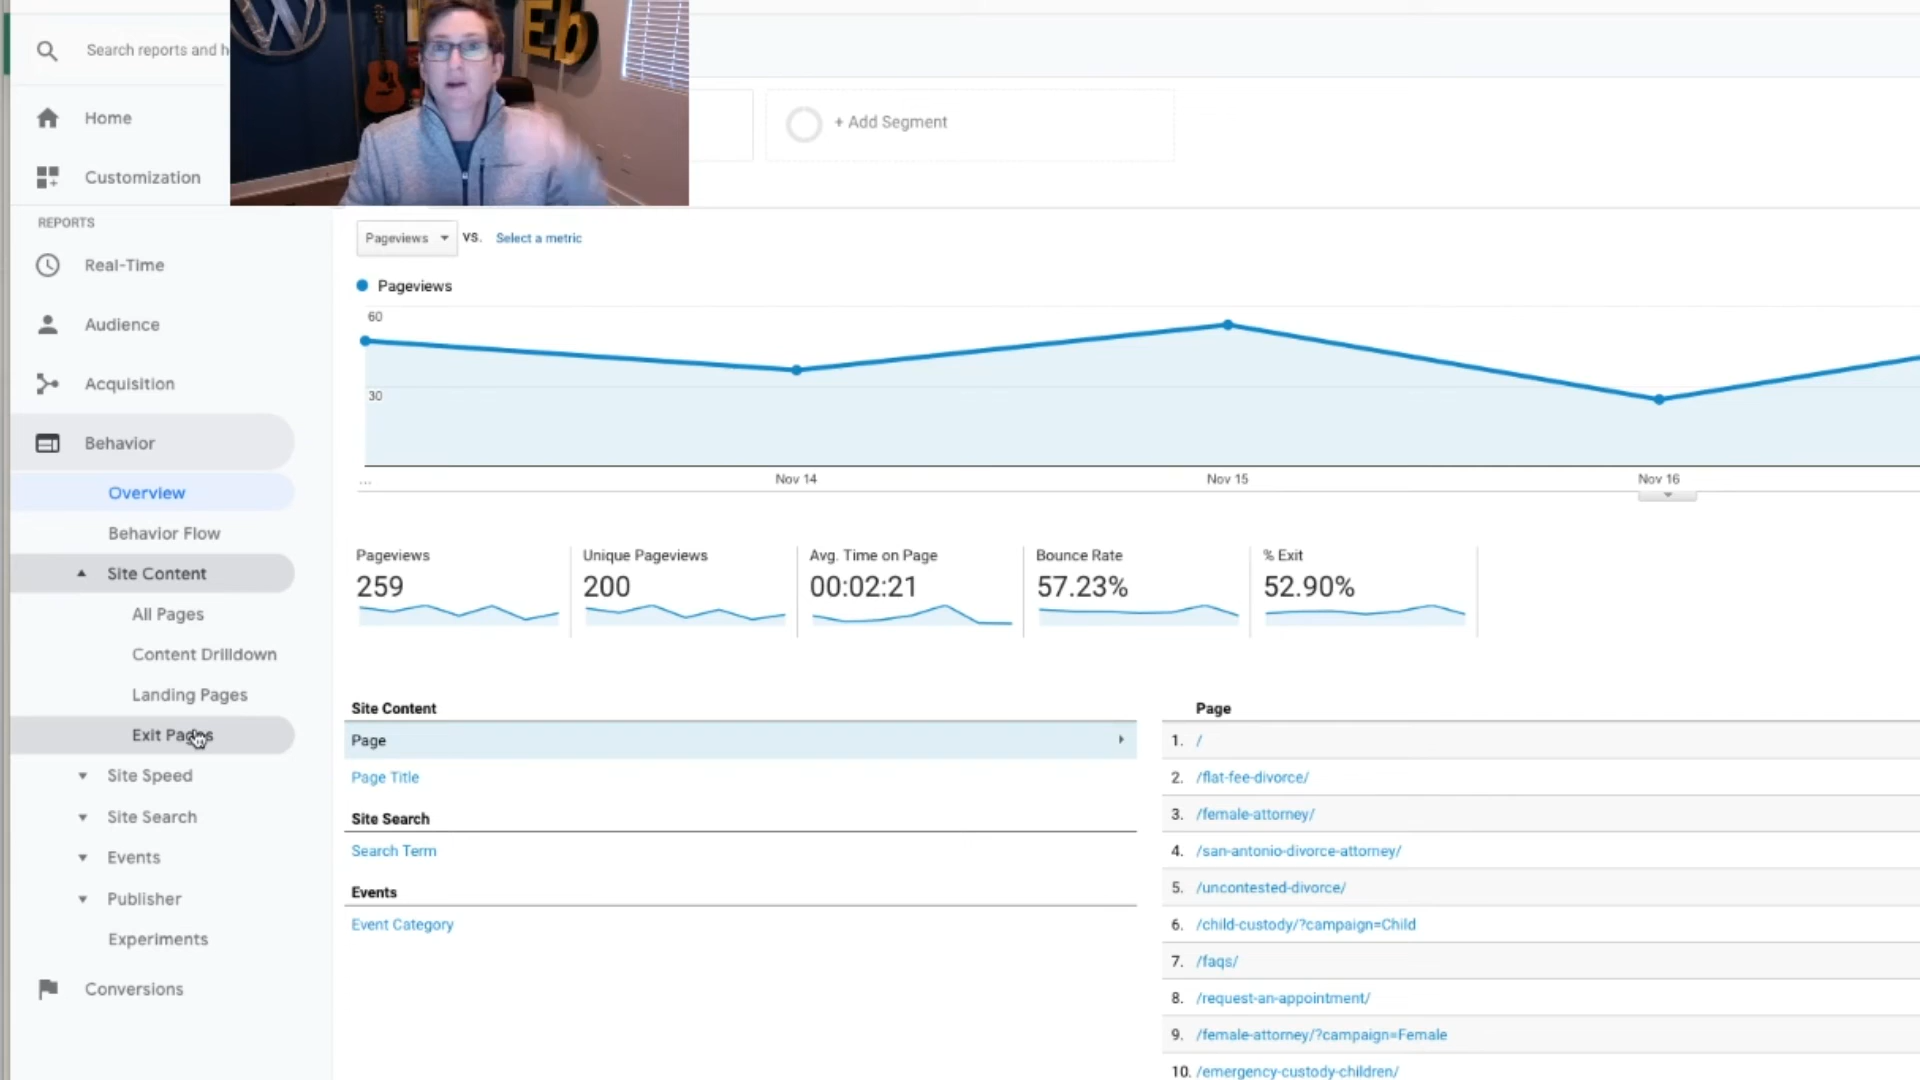 Search reports and h
Eb
W
+ Add Segment
Home
Customization
REPORTS
Real-Time
Audience
Acquisition
Behavior
Overview
Behavior Flow
Site Content
All Pages
Content Drilldown
Landing Pages
Exit Pages
Site Speed
Site Search
Events
Publisher
Experiments
Conversions
Pageviews VS. Select a metric
Pageviews
60
30
... Nov 14 Nov 15 Nov 16
Pageviews Unique Pageviews Avg. Time on Page Bounce Rate % Exit
259 200 00:02:21 57.23% 52.90%
Site Content
Page
Page Title
Site Search
Search Term
Events
Event Category
Page
1. /
2. /flat-fee-divorce/
3. /female-attorney/
4. /san-antonio-divorce-attorney/
5. /uncontested-divorce/
6. /child-custody/?campaign=Child
7. /faqs/
8. /request-an-appointment/
9. /female-attorney/?campaign=Female
10. /emergency-custody-children/